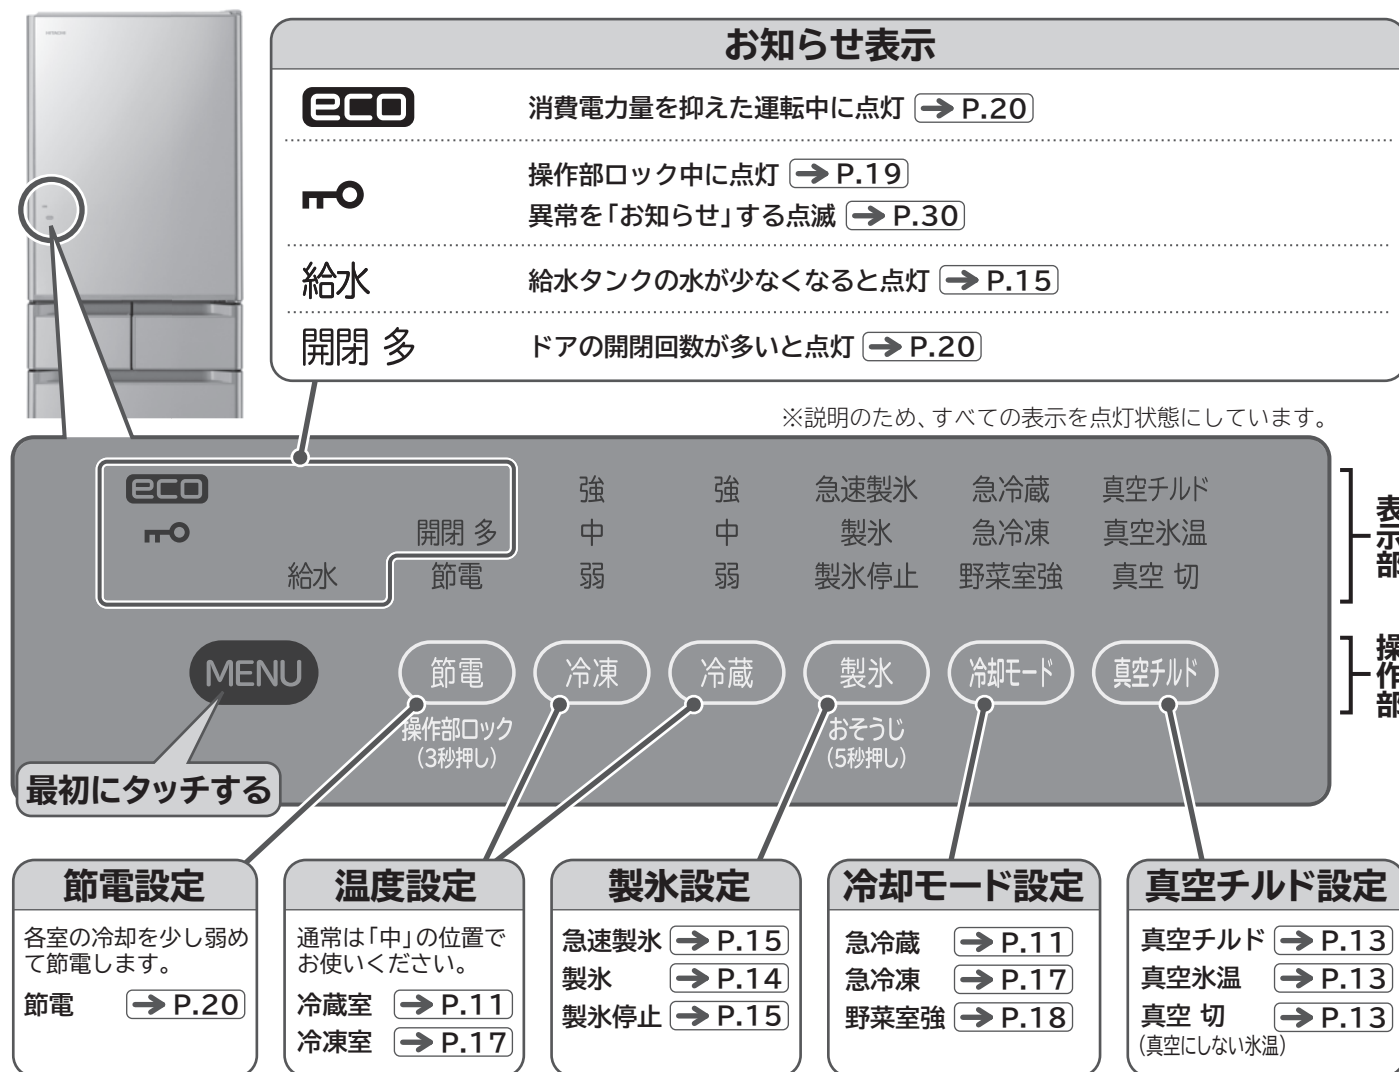 HITACHI
お知らせ表示
eco 消費電力量を抑えた運転中に点灯 → P.20
操作部ロック中に点灯 → P.19
異常を「お知らせ」する点滅 → P.30
給水 給水タンクの水が少なくなると点灯 → P.15
開閉 多 ドアの開閉回数が多いと点灯 → P.20
※説明のため、すべての表示を点灯状態にしています。
eco 強 強 急速製氷 急冷蔵 真空チルド
開閉 多 中 中 製氷 急冷凍 真空氷温
給水 節電 弱 弱 製氷停止 野菜室強 真空 切
表示部
MENU 節電 冷凍 冷蔵 製氷 冷却モード 真空チルド
操作部
操作部ロック おそうじ
(3秒押し) (5秒押し)
最初にタッチする
節電設定
各室の冷却を少し弱め
て節電します。
節電 → P.20
温度設定
通常は「中」の位置で
お使いください。
冷蔵室 → P.11
冷凍室 → P.17
製氷設定
急速製氷 → P.15
製氷 → P.14
製氷停止 → P.15
冷却モード設定
急冷蔵 → P.11
急冷凍 → P.17
野菜室強 → P.18
真空チルド設定
真空チルド → P.13
真空氷温 → P.13
真空 切 → P.13
(真空にしない氷温)